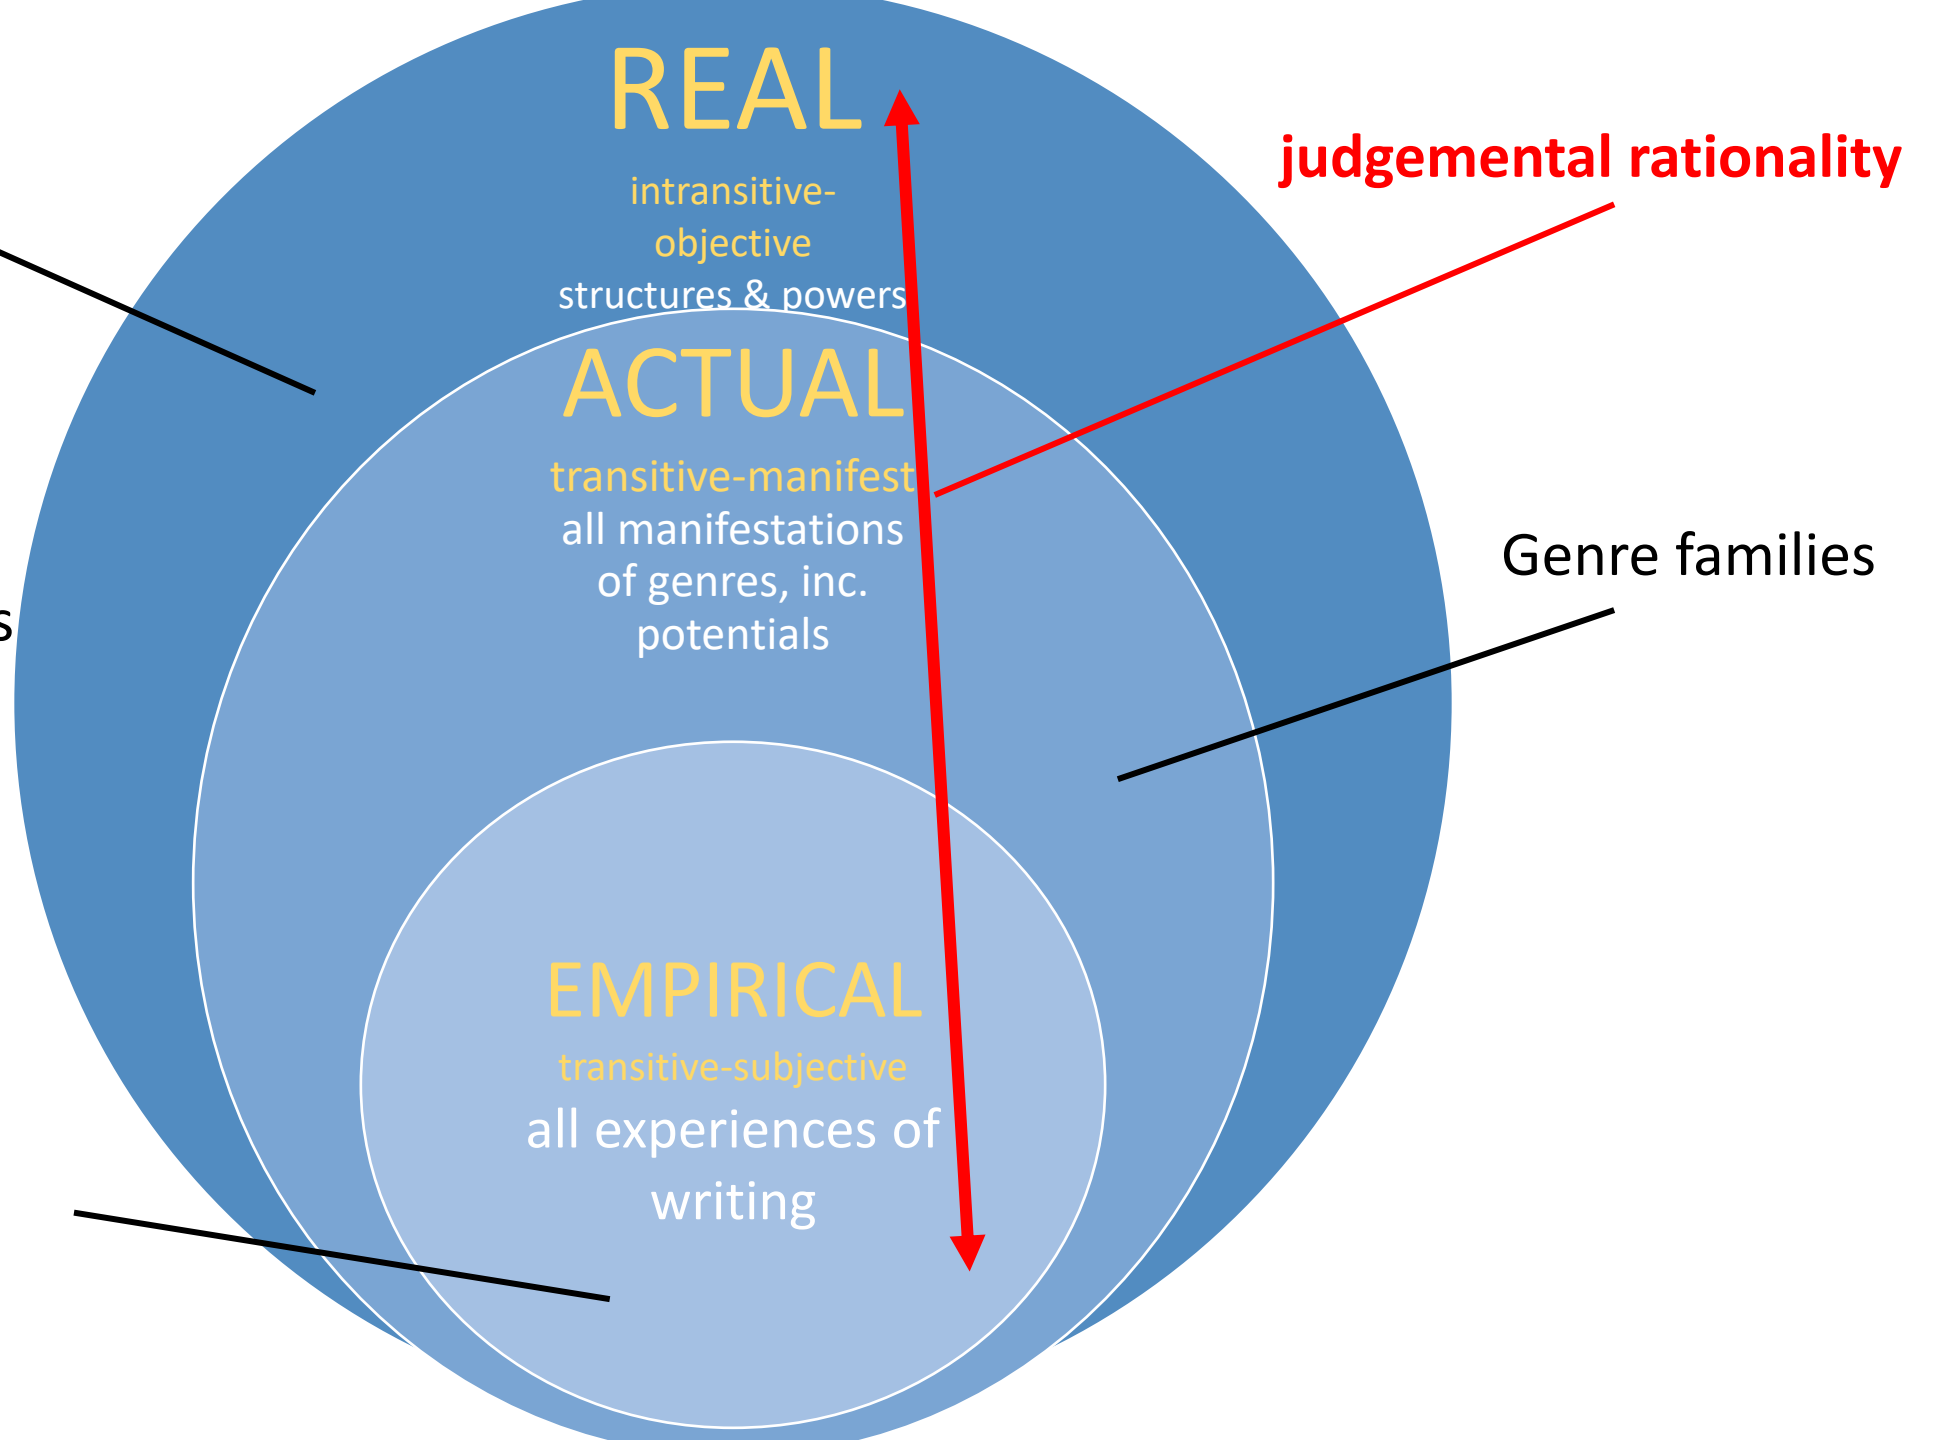 REAL
judgemental rationality
intransitive-
objective
structures & powers
ACTUAL
transitive-manifest
all manifestations
of genres, inc.
potentials
Genre families
s
EMPIRICAL
transitive-subjective
all experiences of
writing